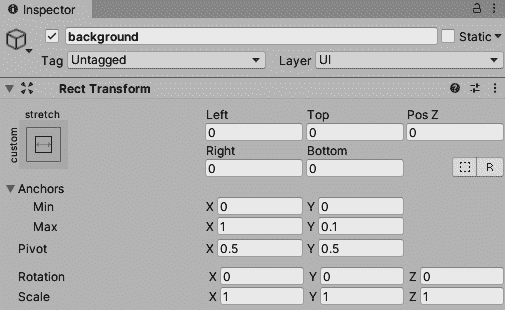 Inspector
background Static
Tag Untagged Layer UI
Rect Transform
stretch Left Top Pos Z
custom 0 0 0
Right Bottom
0 0 R
Anchors
Min X 0 Y 0
Max X 1 Y 0.1
Pivot X 0.5 Y 0.5
Rotation X 0 Y 0 Z 0
Scale X 1 Y 1 Z 1